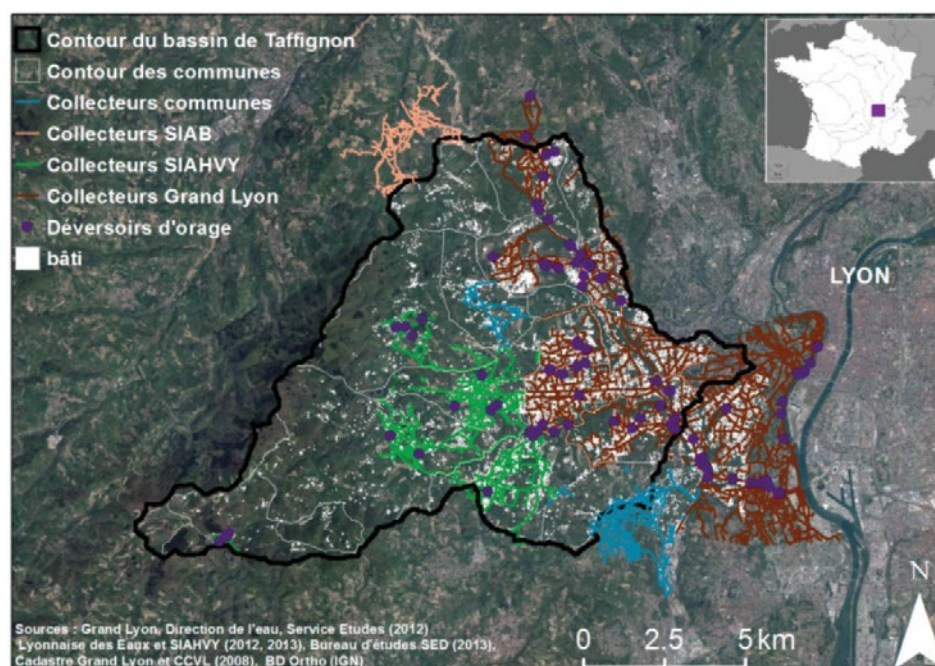 Contour du bassin de Taffignon
Contour des communes
Collecteurs communes
Collecteurs SIAB
Collecteurs SIAHVY
Collecteurs Grand Lyon
Déversoirs d'orage
bâti
LYON
N
0 2.5 5 km
Sources : Grand Lyon, Direction de l'eau, Service Etudes (2012)
Lyonnaise des Eaux et SIAHVY (2012, 2013), Bureau d'études SED (2013),
Cadastre Grand Lyon et CCVL (2008), BD Ortho (IGN)